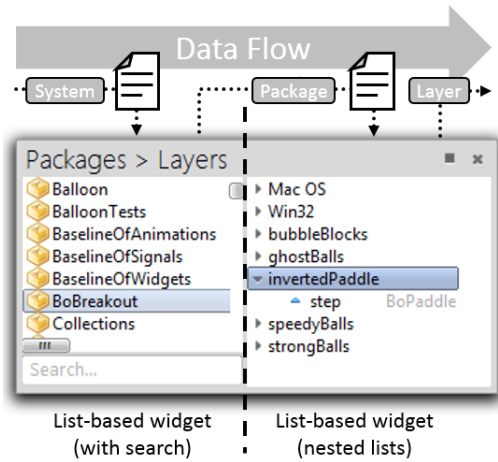 Data Flow
System
Package
Layer
Packages > Layers
Balloon
BalloonTests
BaselineOfAnimations
BaselineOfSignals
BaselineOfWidgets
BoBreakout
Collections
Search...
Mac OS
Win32
bubbleBlocks
ghostBalls
invertedPaddle
step BoPaddle
speedyBalls
strongBalls
List-based widget
(with search)
List-based widget
(nested lists)